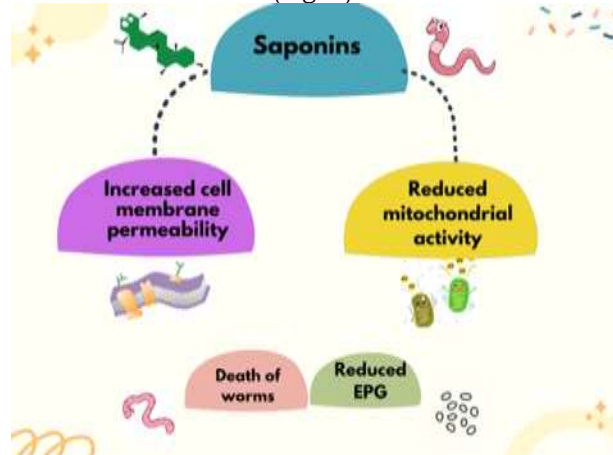 Saponins
Increased cell
membrane
permeability
Reduced
mitochondrial
activity
Death of
worms
Reduced
EPG